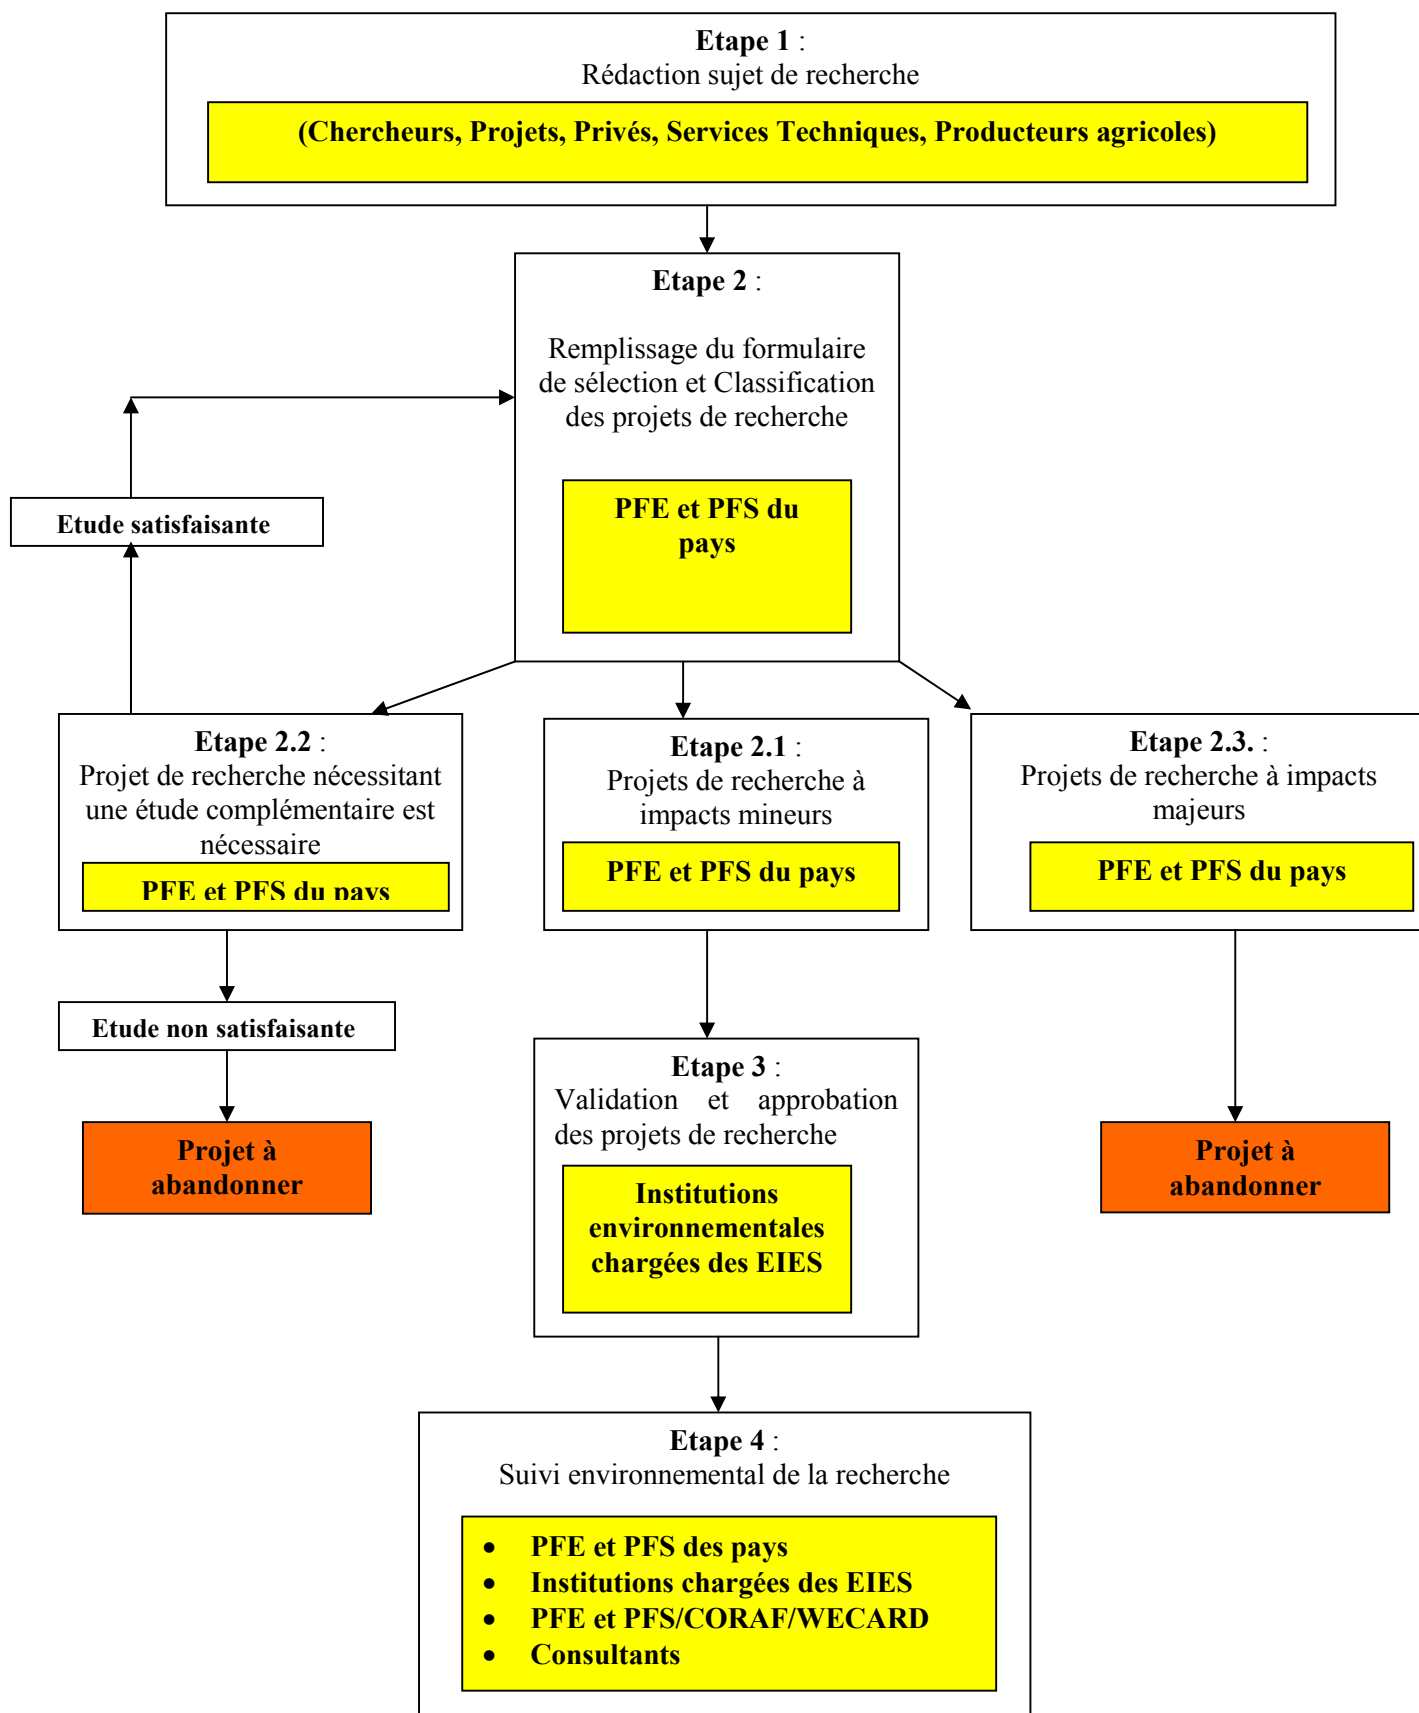 Etape 1 :
Rédaction sujet de recherche
(Chercheurs, Projets, Privés, Services Techniques, Producteurs agricoles)
Etape 2 :
Remplissage du formulaire
de sélection et Classification
des projets de recherche
PFE et PFS du
pays
Etude satisfaisante
Etape 2.2 :
Projet de recherche nécessitant
une étude complémentaire est
nécessaire
PFE et PFS du pays
Etape 2.1 :
Projets de recherche à
impacts mineurs
PFE et PFS du pays
Etape 2.3. :
Projets de recherche à impacts
majeurs
PFE et PFS du pays
Etude non satisfaisante
Projet à
abandonner
Etape 3 :
Validation et approbation
des projets de recherche
Institutions
environnementales
chargées des EIES
Projet à
abandonner
Etape 4 :
Suivi environnemental de la recherche
• PFE et PFS des pays
• Institutions chargées des EIES
• PFE et PFS/CORAF/WECARD
• Consultants